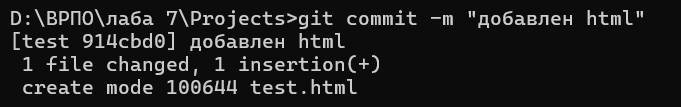 D:\ВРПО\лаба 7\Projects>git commit -m "добавлен html"
[test 914cbd0] добавлен html
 1 file changed, 1 insertion(+)
 create mode 100644 test.html